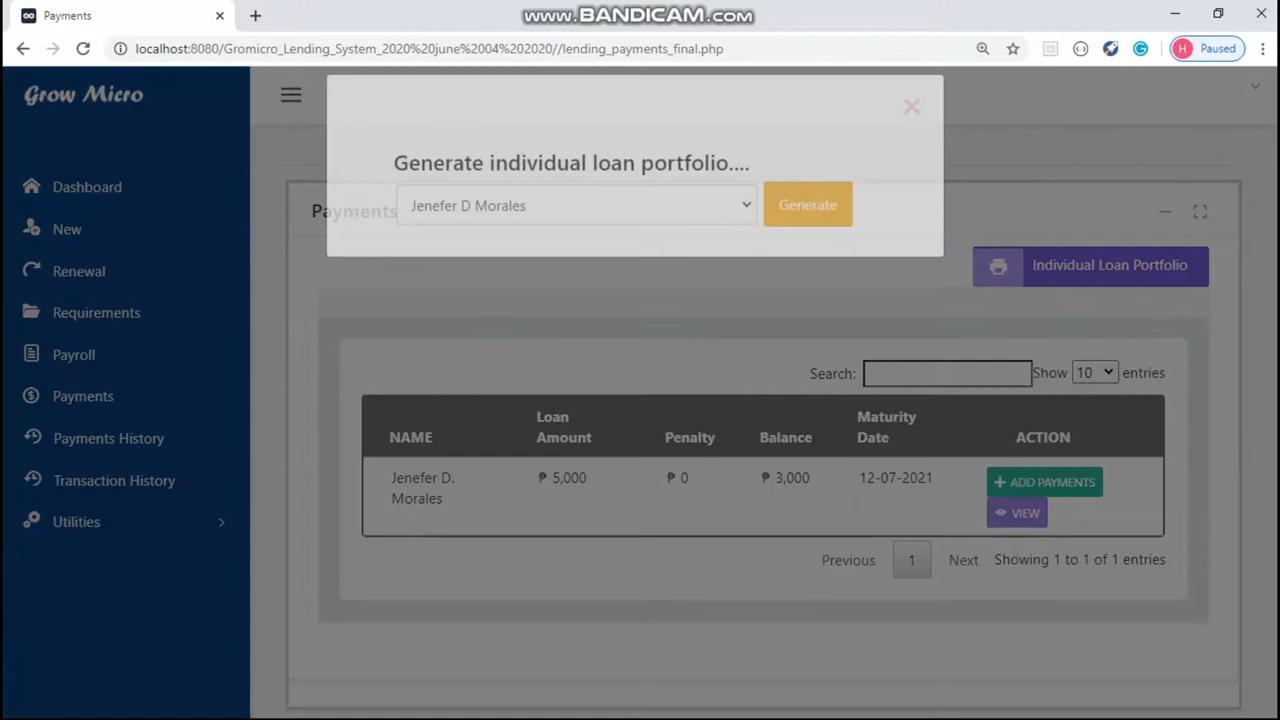 Payments
www.BANDICAM.com
localhost:8080/Gromicro_Lending_System_2020%20june%2004%202020//lending_payments_final.php
H Paused
Grow Micro
Generate individual loan portfolio....
Jenefer D Morales
Generate
Dashboard
New
Renewal
Requirements
Payroll
Payments
Payments History
Transaction History
Utilities
Payments
Individual Loan Portfolio
Search:
Show 10 entries
NAME Loan Amount Penalty Balance Maturity Date ACTION
Jenefer D. ₱ 5,000 ₱ 0 ₱ 3,000 12-07-2021 ADD PAYMENTS
Morales VIEW
Previous 1 Next Showing 1 to 1 of 1 entries